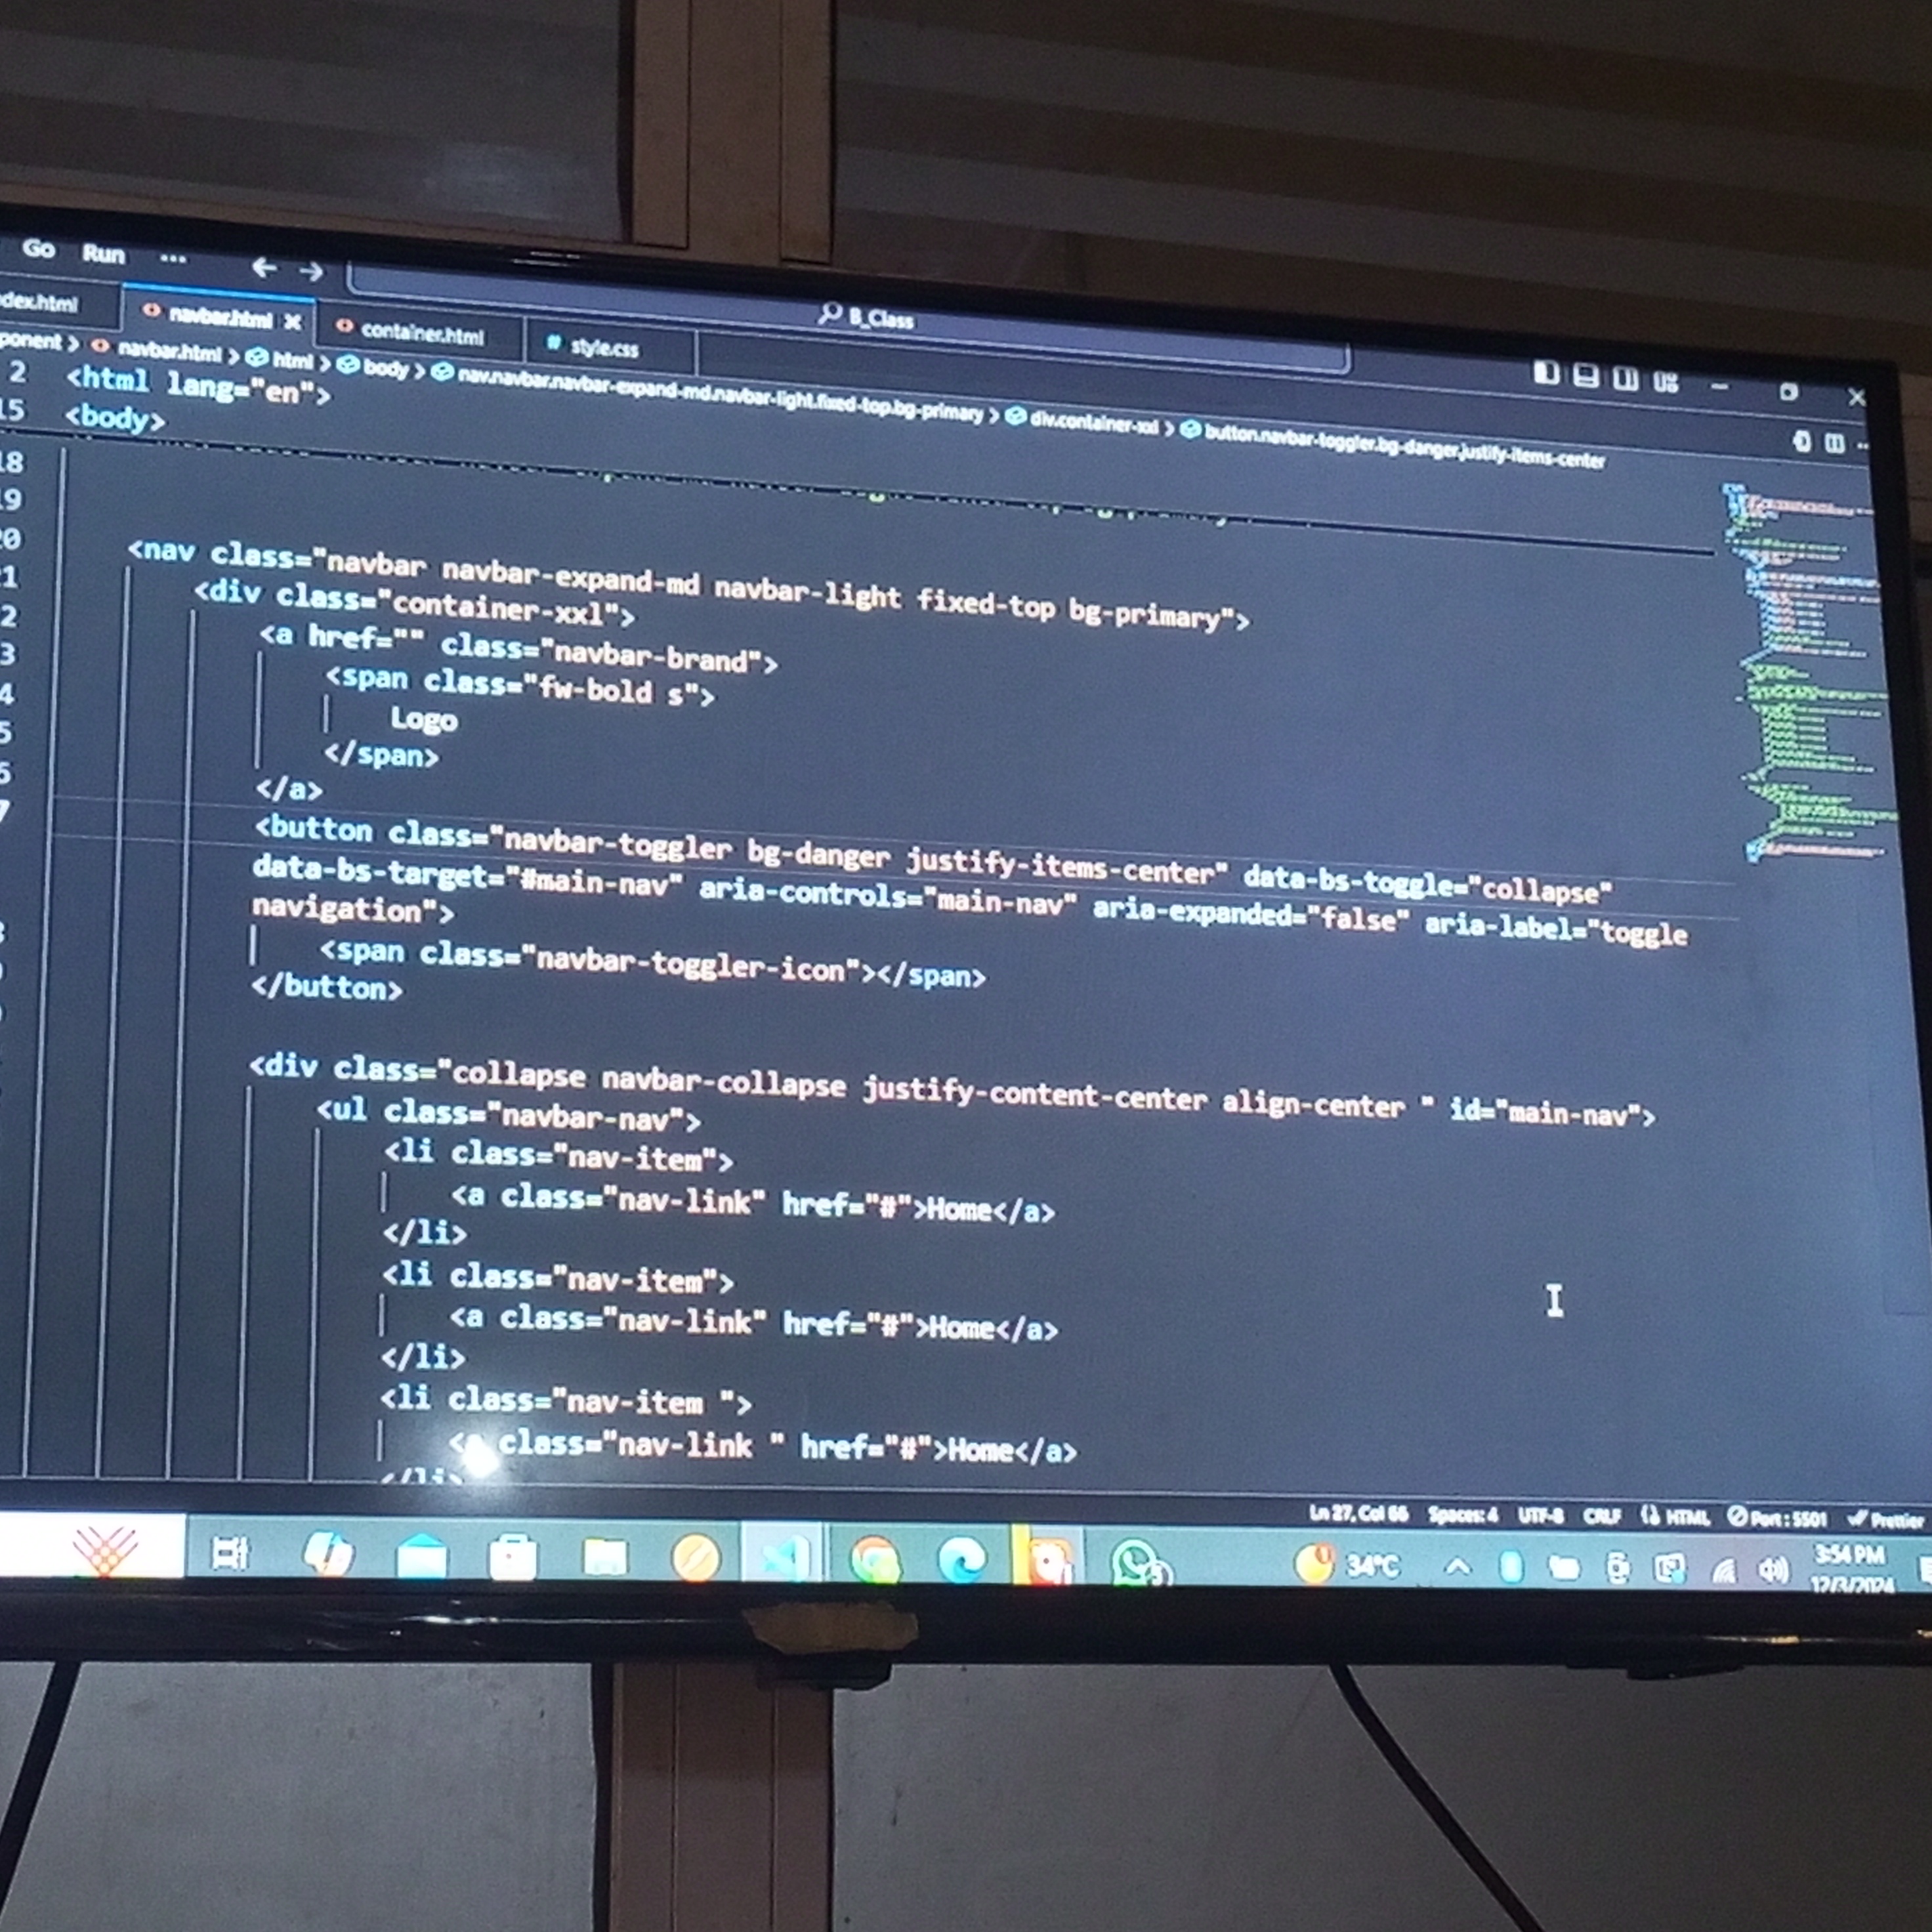 Go Run ...
B_Class
dex.html navbar.html container.html style.css
ponent > navbar.html > html > body > nav.navbar.navbar-expand-md.navbar-light.fixed-top.bg-primary > div.container-xxl > button.navbar-toggler.bg-danger.justify-items-center
2 <html lang="en">
15 <body>
18
19
20 <nav class="navbar navbar-expand-md navbar-light fixed-top bg-primary">
1 <div class="container-xxl">
2 <a href="" class="navbar-brand">
3 <span class="fw-bold s">
4 Logo
5 </span>
6 </a>
7 <button class="navbar-toggler bg-danger justify-items-center" data-bs-toggle="collapse"
data-bs-target="#main-nav" aria-controls="main-nav" aria-expanded="false" aria-label="toggle
navigation">
<span class="navbar-toggler-icon"></span>
</button>
<div class="collapse navbar-collapse justify-content-center align-center " id="main-nav">
<ul class="navbar-nav">
<li class="nav-item">
<a class="nav-link" href="#">Home</a>
</li>
<li class="nav-item">
<a class="nav-link" href="#">Home</a>
</li>
<li class="nav-item ">
<a class="nav-link " href="#">Home</a>
</li>
Ln 27, Col 66 Spaces: 4 UTF-8 CRLF {} HTML Port : 5501 Prettier
34°C 3:54 PM
12/3/2024